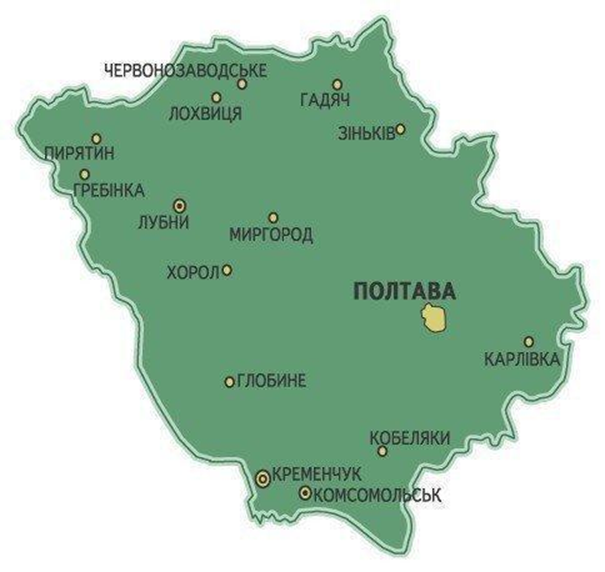 ЧЕРВОНОЗАВОДСЬКЕ
ЛОХВИЦЯ
ГАДЯЧ
ЗІНЬКІВ
ПИРЯТИН
ГРЕБІНКА
ЛУБНИ
МИРГОРОД
ХОРОЛ
ПОЛТАВА
КАРЛІВКА
ГЛОБИНЕ
КОБЕЛЯКИ
КРЕМЕНЧУК
КОМСОМОЛЬСЬК